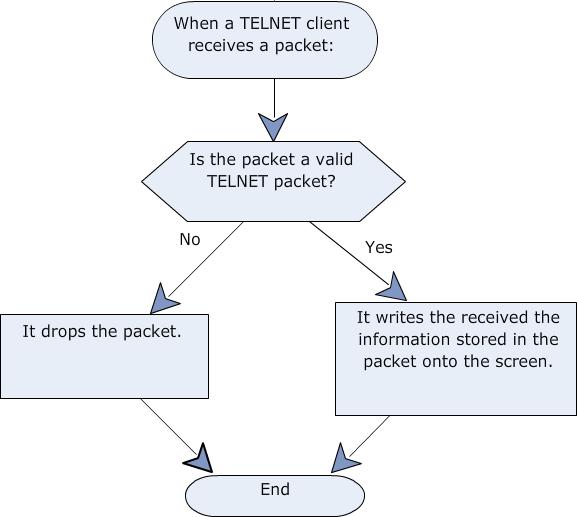 When a TELNET client
receives a packet:
Is the packet a valid
TELNET packet?
No
Yes
It drops the packet.
It writes the received the
information stored in the
packet onto the screen.
End